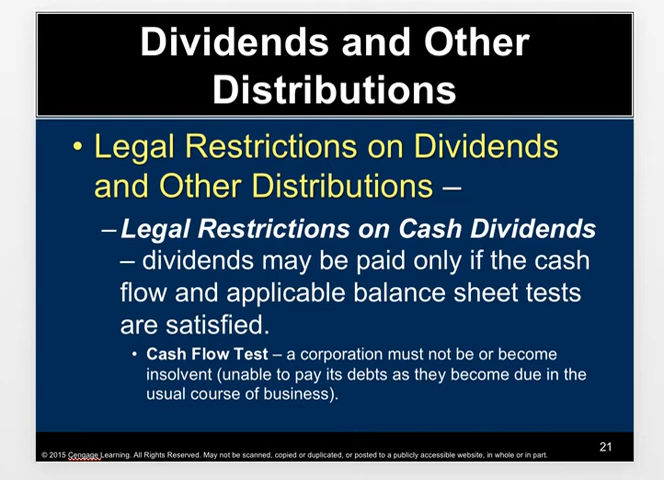 Dividends and Other
Distributions
• Legal Restrictions on Dividends
and Other Distributions –
– Legal Restrictions on Cash Dividends
– dividends may be paid only if the cash
flow and applicable balance sheet tests
are satisfied.
• Cash Flow Test – a corporation must not be or become
insolvent (unable to pay its debts as they become due in the
usual course of business).
21
© 2015 Cengage Learning. All Rights Reserved. May not be scanned, copied or duplicated, or posted to a publicly accessible website, in whole or in part.